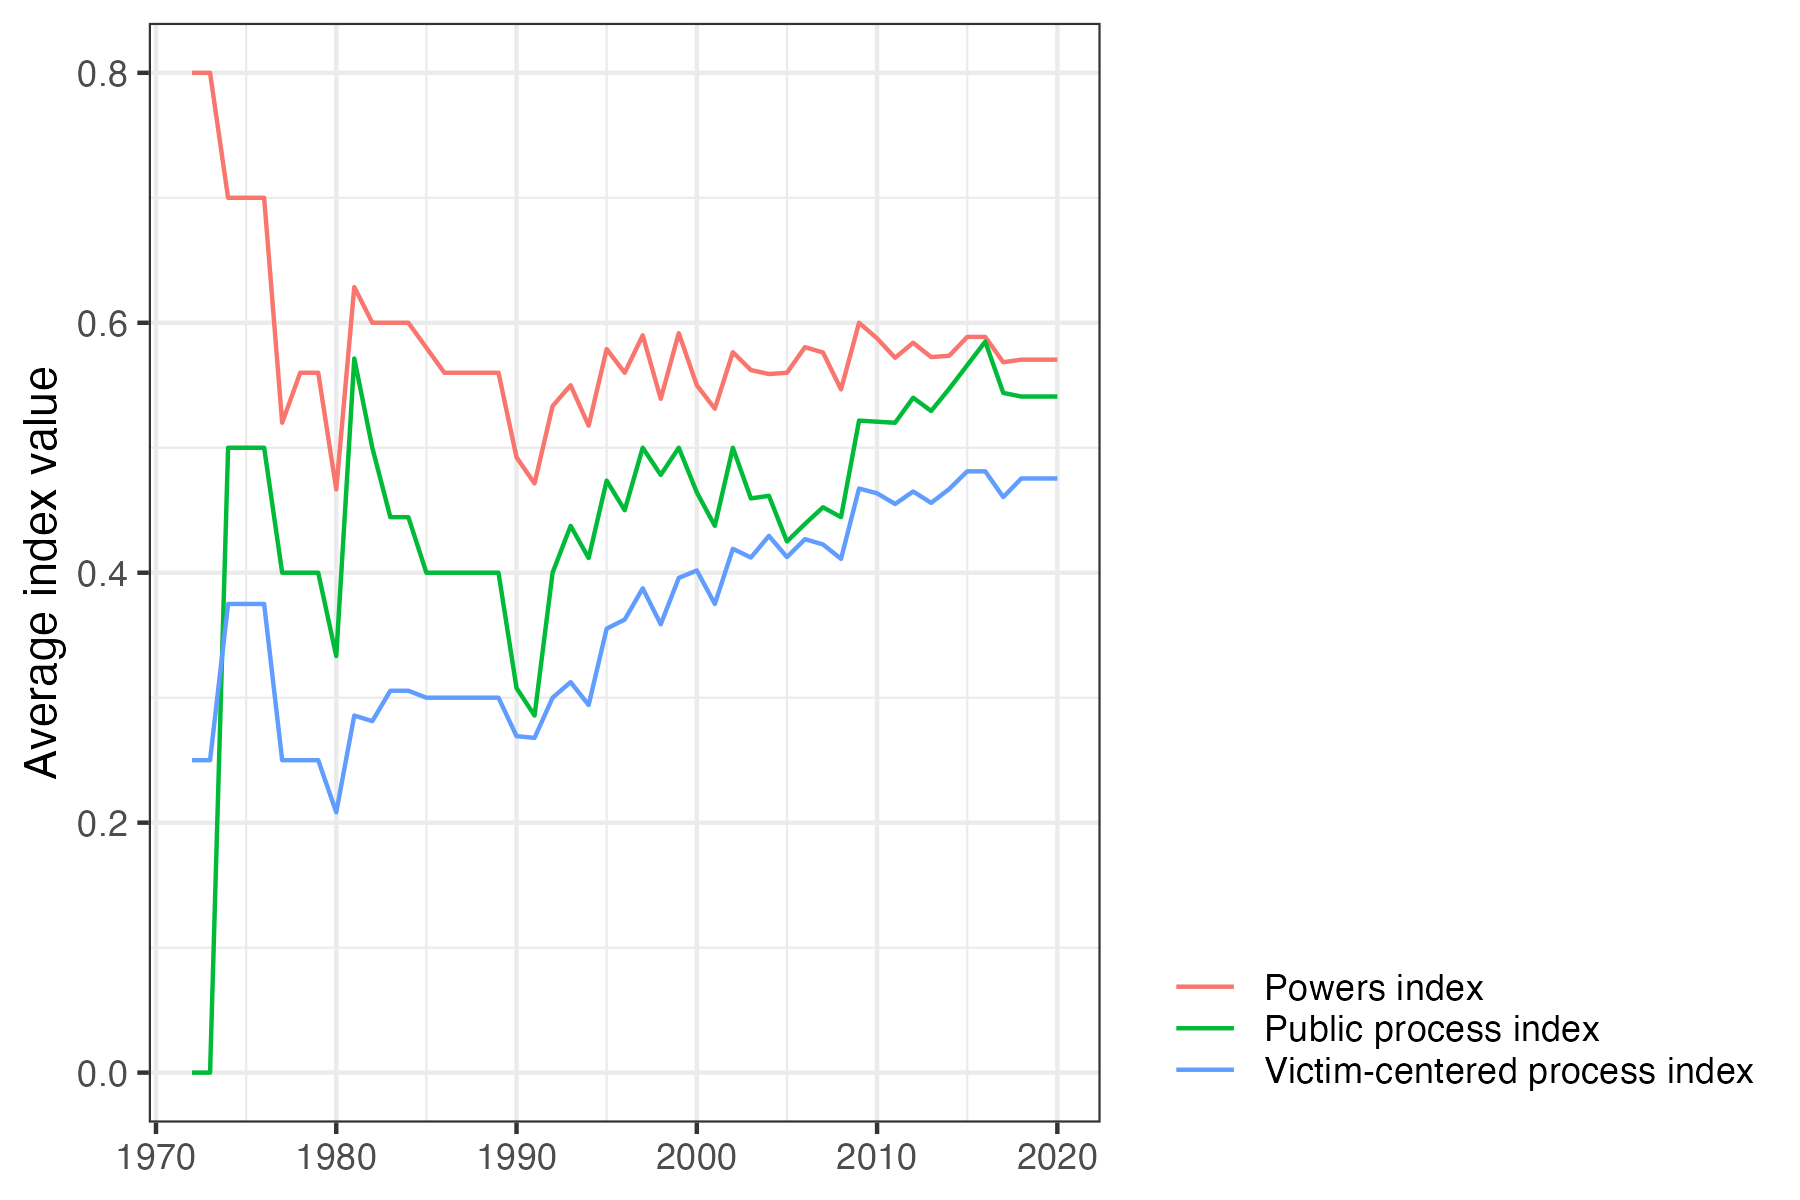 Average index value
0.8
0.6
0.4
0.2
0.0
1970 1980 1990 2000 2010 2020
Powers index
Public process index
Victim-centered process index